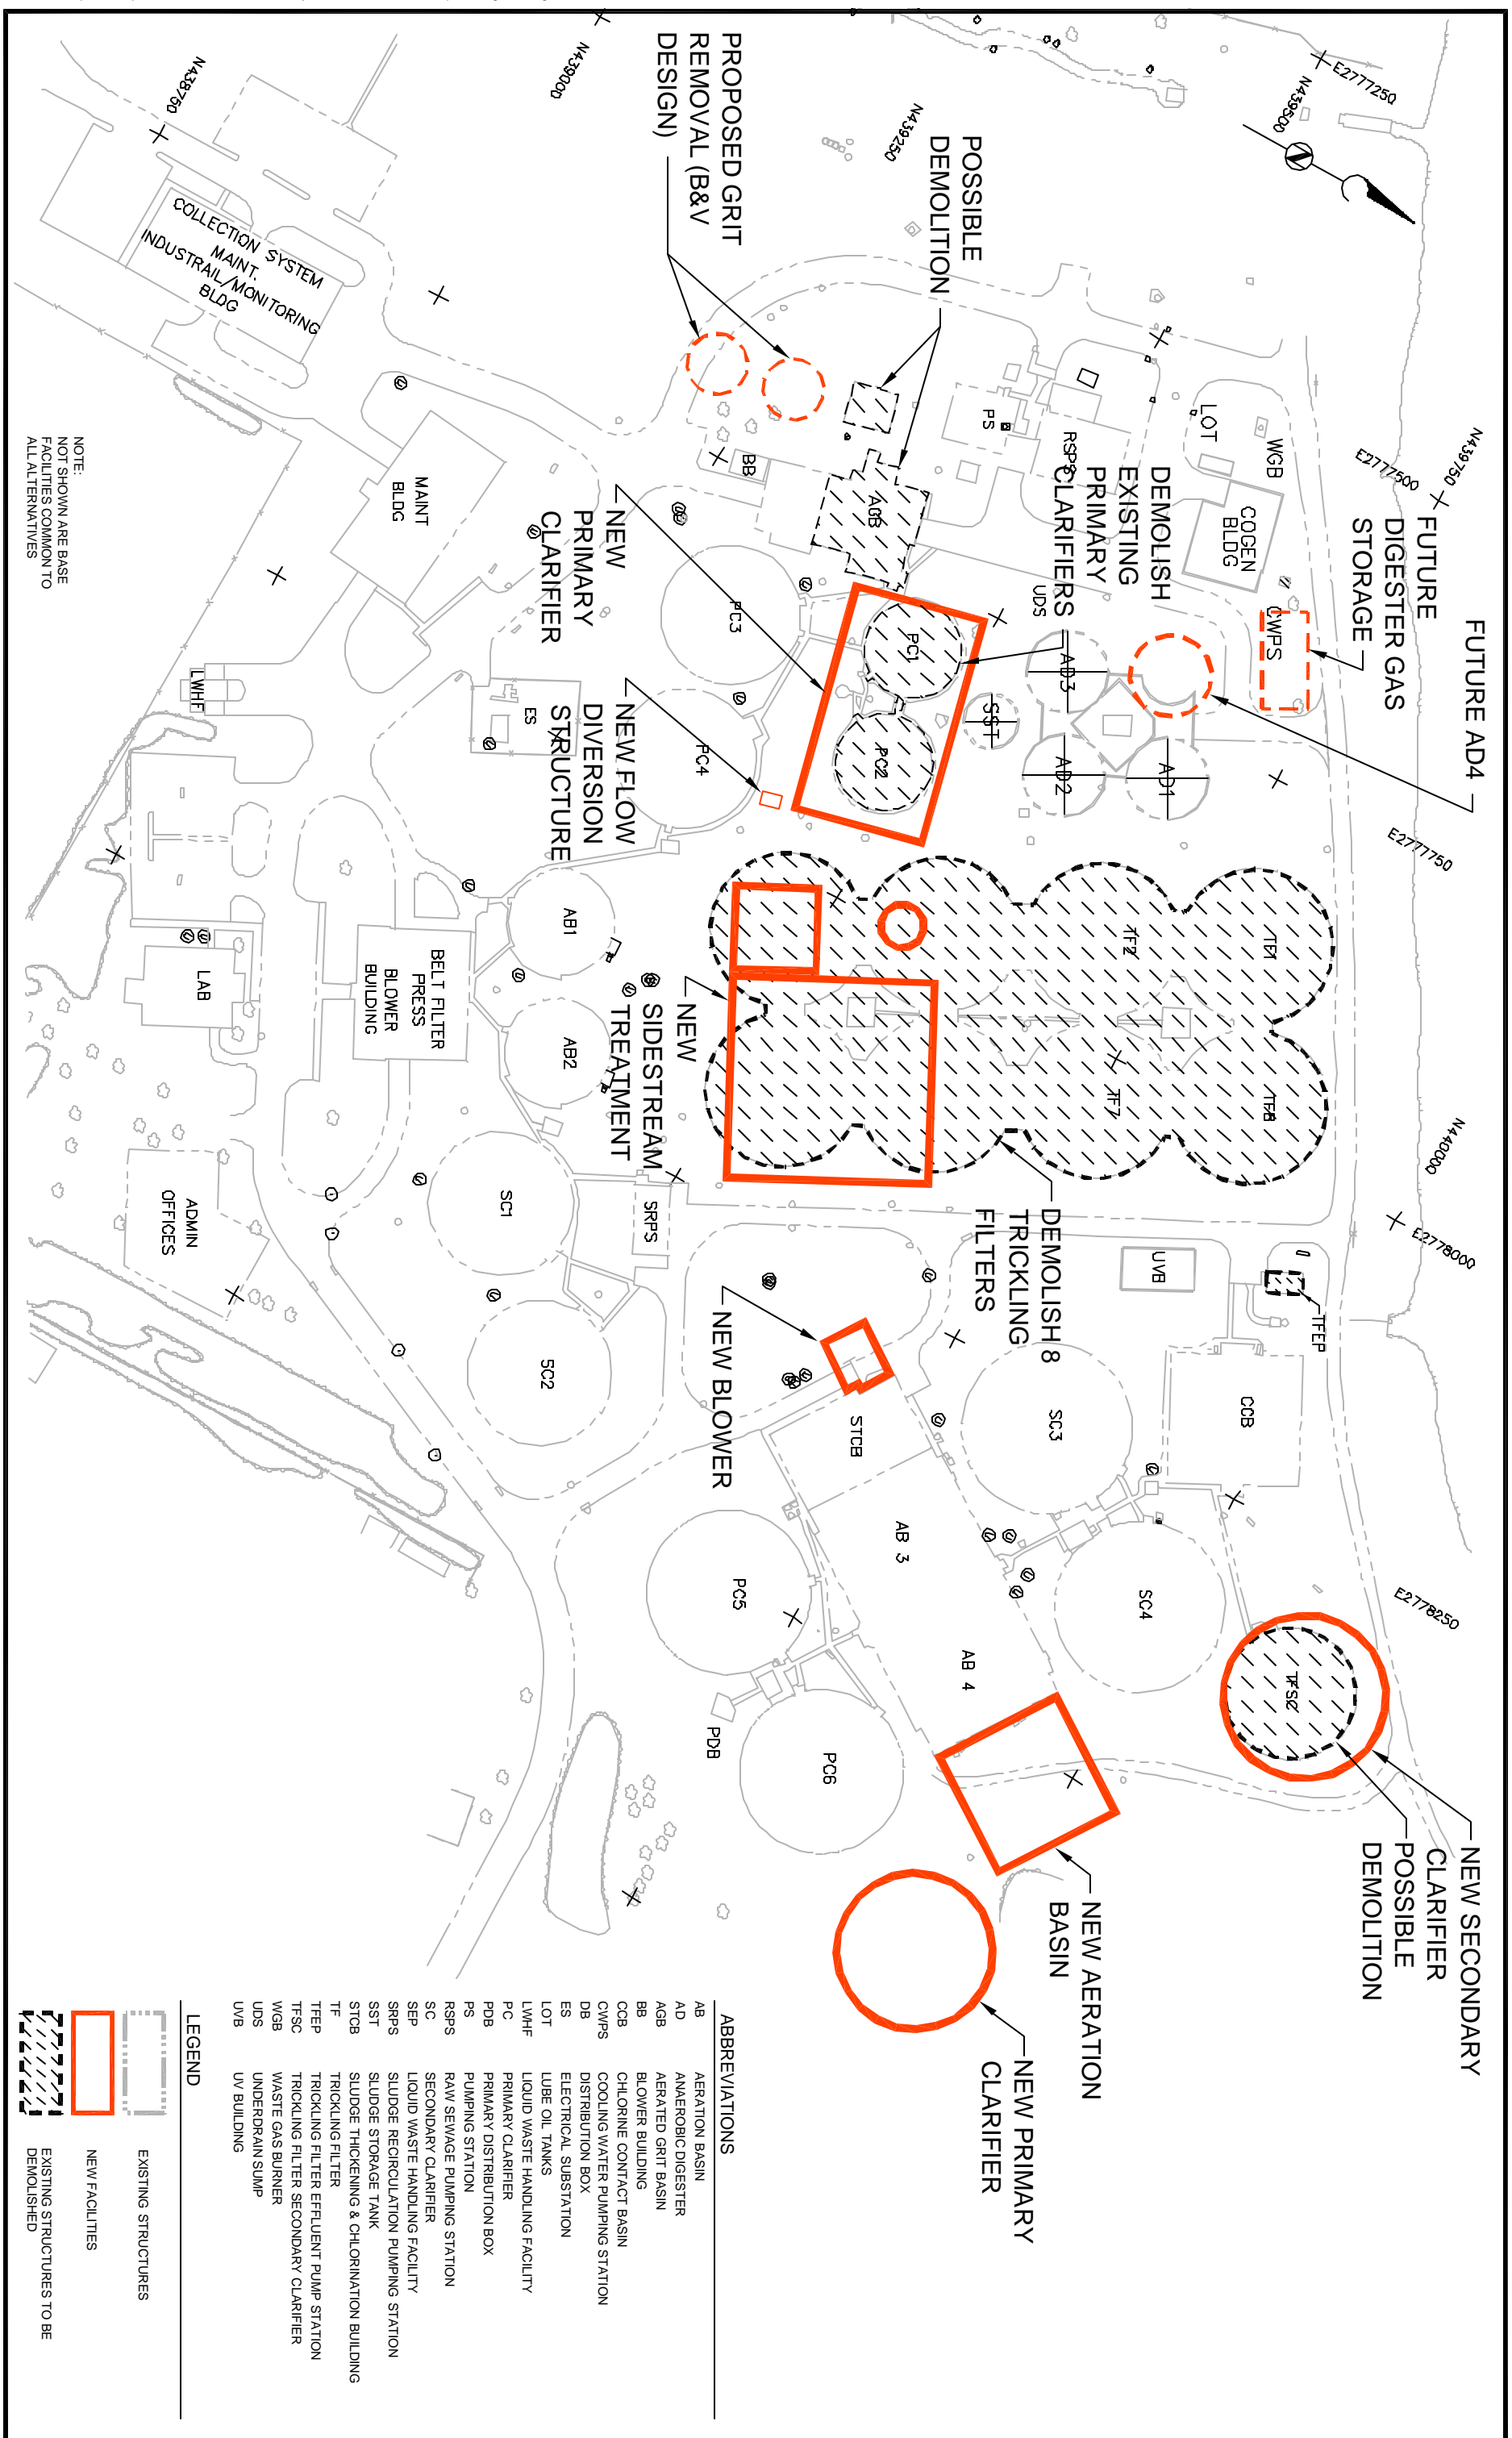 N438750
N439000
N439250
E2777250
N439500
N439750
E2777500
E2777750
N44000
E2778000
E2778250
PROPOSED GRIT
REMOVAL (B&V
DESIGN)
POSSIBLE
DEMOLITION
FUTURE
DIGESTER GAS
STORAGE
FUTURE AD4
DEMOLISH
EXISTING
PRIMARY
CLARIFIERS
NEW
PRIMARY
CLARIFIER
NEW FLOW
DIVERSION
STRUCTURE
NEW
SIDESTREAM
TREATMENT
DEMOLISH 8
TRICKLING
FILTERS
NEW BLOWER
NEW SECONDARY
CLARIFIER
POSSIBLE
DEMOLITION
NEW AERATION
BASIN
NEW PRIMARY
CLARIFIER
COLLECTION SYSTEM
MAINT.
INDUSTRAIL/MONITORING
BLDG
MAINT
BLDG
LOT
WGB
COGEN
BLDG
PS
RSPS
BB
AGB
UDS
CWPS
PC1
PC2
PC3
PC4
AD3
AD2
AD1
SST
LWHF
ES
TF1
TF2
TF7
TF8
AB1
AB2
BELT FILTER
PRESS
BLOWER
BUILDING
LAB
ADMIN
OFFICES
SC1
SRPS
SC2
UVB
TFEP
CCB
SC3
STCB
AB 3
SC4
AB 4
TFSC
PC5
PC6
PDB
NOTE:
NOT SHOWN ARE BASE
FACILITIES COMMON TO
ALL ALTERNATIVES
ABBREVIATIONS
AB AERATION BASIN
AD ANAEROBIC DIGESTER
AGB AERATED GRIT BASIN
BB BLOWER BUILDING
CCB CHLORINE CONTACT BASIN
CWPS COOLING WATER PUMPING STATION
DB DISTRIBUTION BOX
ES ELECTRICAL SUBSTATION
LOT LUBE OIL TANKS
LWHF LIQUID WASTE HANDLING FACILITY
PC PRIMARY CLARIFIER
PDB PRIMARY DISTRIBUTION BOX
PS PUMPING STATION
RSPS RAW SEWAGE PUMPING STATION
SC SECONDARY CLARIFIER
SEP LIQUID WASTE HANDLING FACILITY
SRPS SLUDGE RECIRCULATION PUMPING STATION
SST SLUDGE STORAGE TANK
STCB SLUDGE THICKENING & CHLORINATION BUILDING
TF TRICKLING FILTER
TFEP TRICKLING FILTER EFFLUENT PUMP STATION
TFSC TRICKLING FILTER SECONDARY CLARIFIER
WGB WASTE GAS BURNER
UDS UNDERDRAIN SUMP
UVB UV BUILDING
LEGEND
EXISTING STRUCTURES
NEW FACILITIES
EXISTING STRUCTURES TO BE
DEMOLISHED